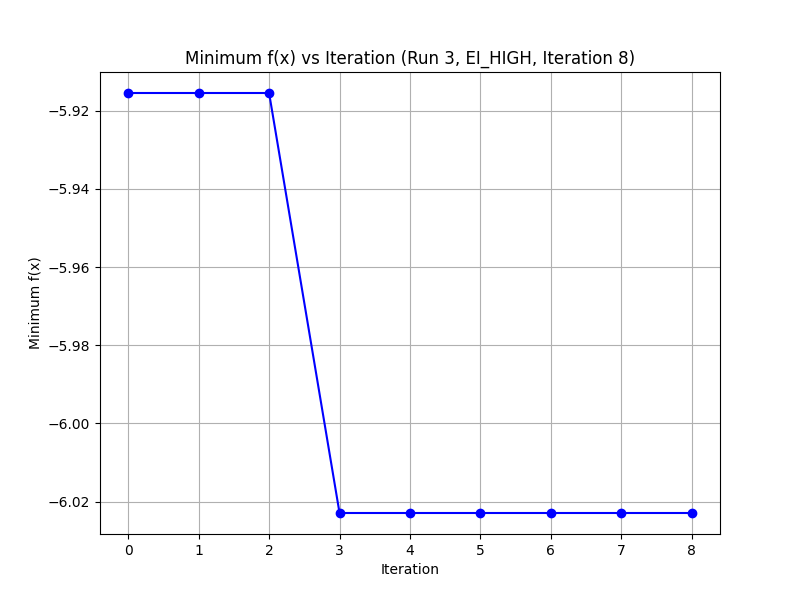 Minimum f(x) vs Iteration (Run 3, EI_HIGH, Iteration 8)
Minimum f(x)
−5.92
−5.94
−5.96
−5.98
−6.00
−6.02
0 1 2 3 4 5 6 7 8
Iteration